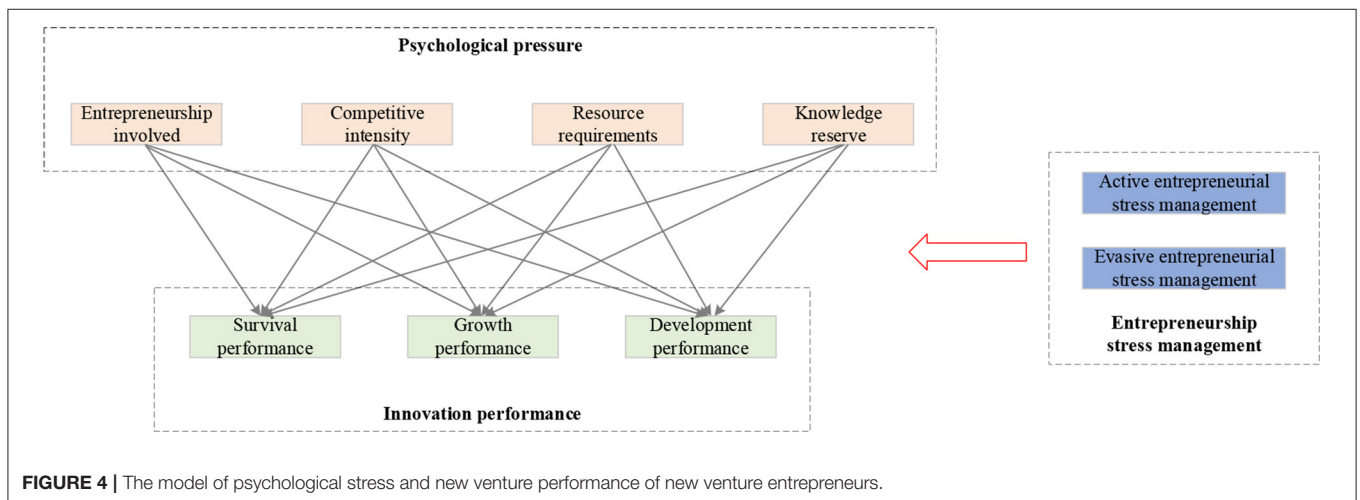 Psychological pressure
Entrepreneurship
involved
Competitive
intensity
Resource
requirements
Knowledge
reserve
Active entrepreneurial
stress management
Evasive entrepreneurial
stress management
Entrepreneurship
stress management
Survival
performance
Growth
performance
Development
performance
Innovation performance
FIGURE 4 | The model of psychological stress and new venture performance of new venture entrepreneurs.